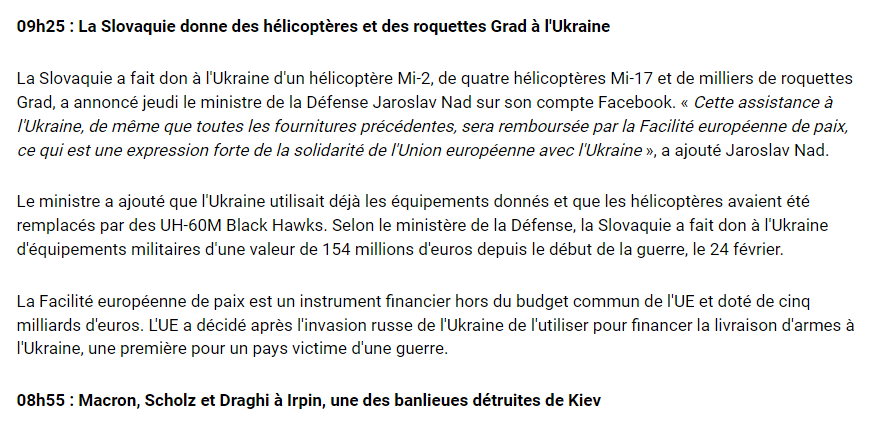 09h25 : La Slovaquie donne des hélicoptères et des roquettes Grad à l'Ukraine
La Slovaquie a fait don à l'Ukraine d'un hélicoptère Mi-2, de quatre hélicoptères Mi-17 et de milliers de roquettes
Grad, a annoncé jeudi le ministre de la Défense Jaroslav Nad sur son compte Facebook. « Cette assistance à
l'Ukraine, de même que toutes les fournitures précédentes, sera remboursée par la Facilité européenne de paix,
ce qui est une expression forte de la solidarité de l'Union européenne avec l'Ukraine », a ajouté Jaroslav Nad.
Le ministre a ajouté que l'Ukraine utilisait déjà les équipements donnés et que les hélicoptères avaient été
remplacés par des UH-60M Black Hawks. Selon le ministère de la Défense, la Slovaquie a fait don à l'Ukraine
d'équipements militaires d'une valeur de 154 millions d'euros depuis le début de la guerre, le 24 février.
La Facilité européenne de paix est un instrument financier hors du budget commun de l'UE et doté de cinq
milliards d'euros. L'UE a décidé après l'invasion russe de l'Ukraine de l'utiliser pour financer la livraison d'armes à
l'Ukraine, une première pour un pays victime d'une guerre.
08h55 : Macron, Scholz et Draghi à Irpin, une des banlieues détruites de Kiev